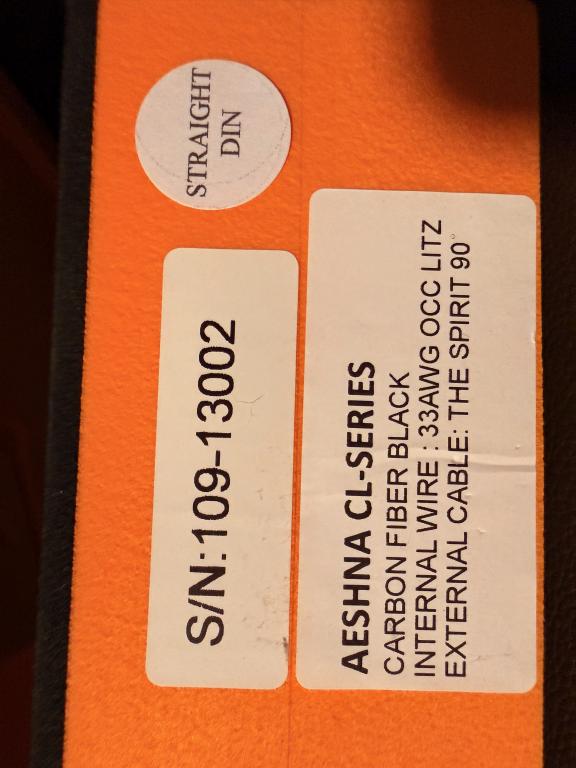 STRAIGHT
DIN
S/N:109-13002
AESHNA CL-SERIES
CARBON FIBER BLACK
INTERNAL WIRE : 33AWG OCC LITZ
EXTERNAL CABLE: THE SPIRIT 90°